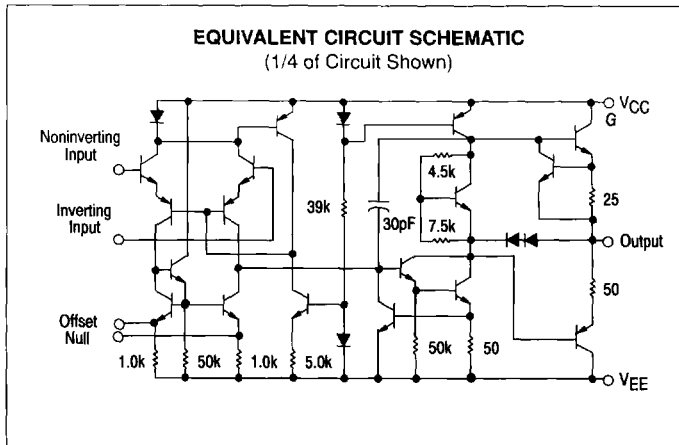 EQUIVALENT CIRCUIT SCHEMATIC
(1/4 of Circuit Shown)
VCC
G
Noninverting
Input
4.5k
25
39k
30pF
Inverting
Input
7.5k
Output
50
Offset
Null
1.0k
50k
1.0k
5.0k
50k
50
VEE